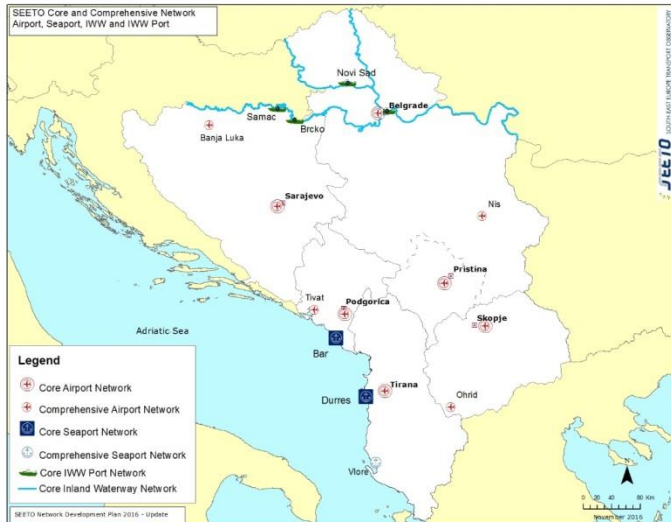 SEETO Core and Comprehensive Network
Airport, Seaport, IWW and IWW Port
SOUTH EAST EUROPE TRANSPORT OBSERVATORY
SEETO
Novi Sad
Belgrade
Samac
Brcko
Banja Luka
Sarajevo
Nis
Pristina
Tivat
Podgorica
Skopje
Adriatic Sea
Bar
Tirana
Durres
Ohrid
Vlorë
Legend
Core Airport Network
Comprehensive Airport Network
Core Seaport Network
Comprehensive Seaport Network
Core IWW Port Network
Core Inland Waterway Network
SEETO Network Development Plan 2016 - Update
N
0 20 40 80 Km
November 2016